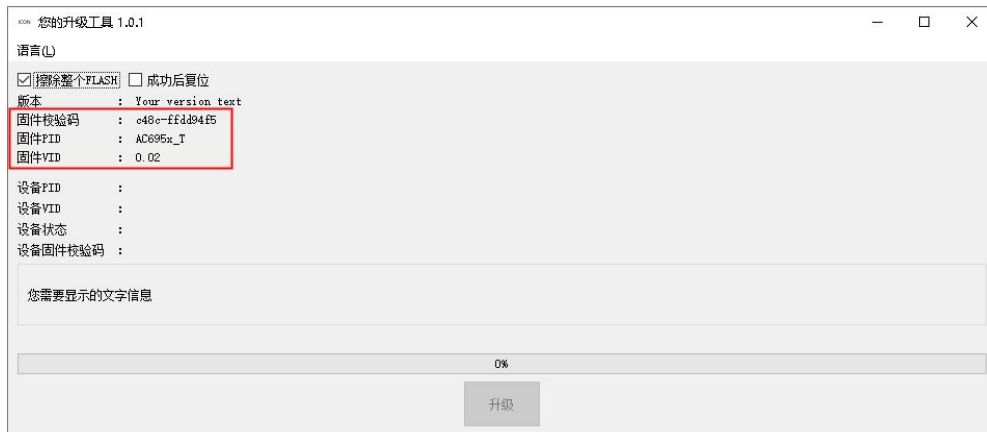 ICON 您的升级工具 1.0.1
语言(L)
擦除整个FLASH 成功后复位
版本 : Your version text
固件校验码 : c48c-ffdd94f5
固件PID : AC695x_T
固件VID : 0.02
设备PID :
设备VID :
设备状态 :
设备固件校验码 :
您需要显示的文字信息
0%
升级